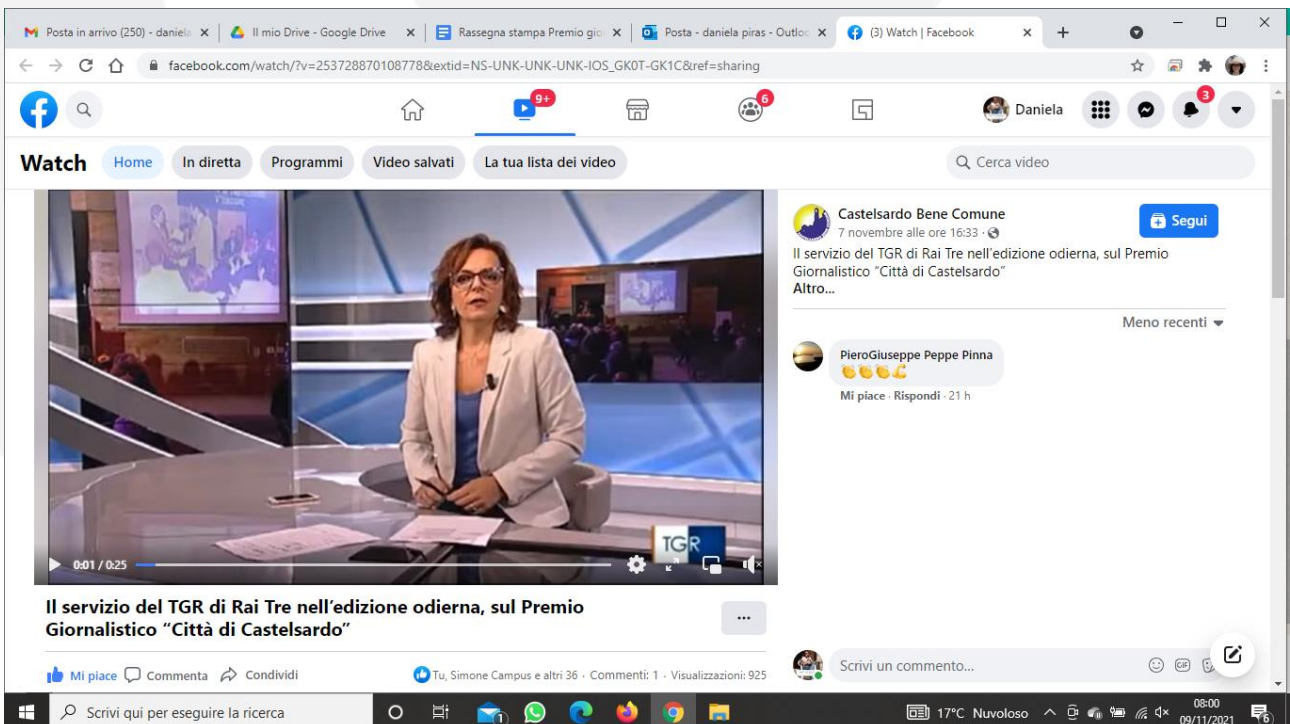 Posta in arrivo (250) - daniela
Il mio Drive - Google Drive
Rassegna stampa Premio gio
Posta - daniela piras - Outloc
(3) Watch | Facebook
facebook.com/watch/?v=253728870108778&extid=NS-UNK-UNK-UNK-IOS_GK0T-GK1C&ref=sharing
9+
6
Daniela
3
Watch
Home
In diretta
Programmi
Video salvati
La tua lista dei video
Cerca video
Castelsardo Bene Comune
7 novembre alle ore 16:33 ·
Segui
Il servizio del TGR di Rai Tre nell'edizione odierna, sul Premio
Giornalistico “Città di Castelsardo”
Altro...
Meno recenti
PieroGiuseppe Peppe Pinna
👏👏👏💪
Mi piace · Rispondi · 21 h
TGR
0:01 / 0:25
Il servizio del TGR di Rai Tre nell'edizione odierna, sul Premio
Giornalistico “Città di Castelsardo”
...
Mi piace
Commenta
Condividi
Tu, Simone Campus e altri 36 · Commenti: 1 · Visualizzazioni: 925
Scrivi un commento...
GIF
Scrivi qui per eseguire la ricerca
1
17°C Nuvoloso
08:00
09/11/2021
6